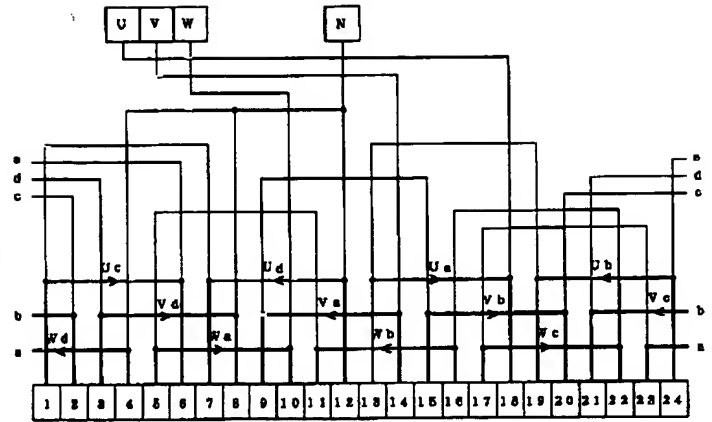 U V W N
a
d
c
a
d
c
Uc Ud Ua Ub
b Vd Va Vb Vc b
a Wd Wa Wb Wc a
1 2 3 4 5 6 7 8 9 10 11 12 13 14 15 16 17 18 19 20 21 22 23 24